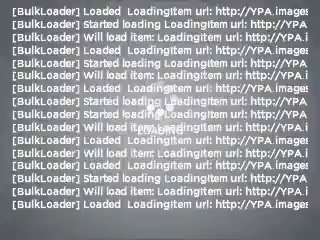 [BulkLoader] Loaded LoadingItem url: http://YPA.images
[BulkLoader] Started loading LoadingItem url: http://YPA
[BulkLoader] Will load item: LoadingItem url: http://YPA.i
[BulkLoader] Loaded LoadingItem url: http://YPA.images
[BulkLoader] Started loading LoadingItem url: http://YPA
[BulkLoader] Will load item: LoadingItem url: http://YPA.i
[BulkLoader] Loaded LoadingItem url: http://YPA.images
[BulkLoader] Started loading LoadingItem url: http://YPA
[BulkLoader] Started loading LoadingItem url: http://YPA
[BulkLoader] Will load item: LoadingItem url: http://YPA.i
LOADING
[BulkLoader] Loaded LoadingItem url: http://YPA.images
[BulkLoader] Will load item: LoadingItem url: http://YPA.i
[BulkLoader] Loaded LoadingItem url: http://YPA.images
[BulkLoader] Started loading LoadingItem url: http://YPA
[BulkLoader] Will load item: LoadingItem url: http://YPA.i
[BulkLoader] Loaded LoadingItem url: http://YPA.images